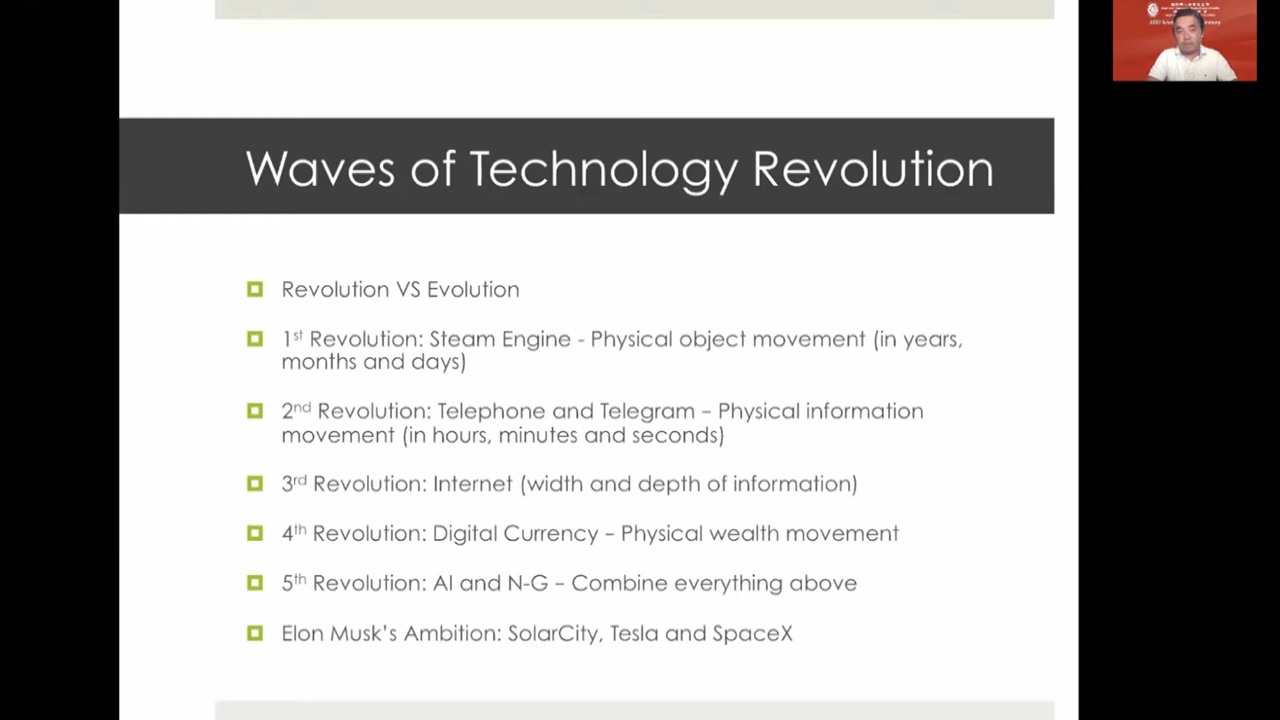 Waves of Technology Revolution
Revolution VS Evolution
1st Revolution: Steam Engine - Physical object movement (in years,
months and days)
2nd Revolution: Telephone and Telegram – Physical information
movement (in hours, minutes and seconds)
3rd Revolution: Internet (width and depth of information)
4th Revolution: Digital Currency – Physical wealth movement
5th Revolution: AI and N-G – Combine everything above
Elon Musk's Ambition: SolarCity, Tesla and SpaceX